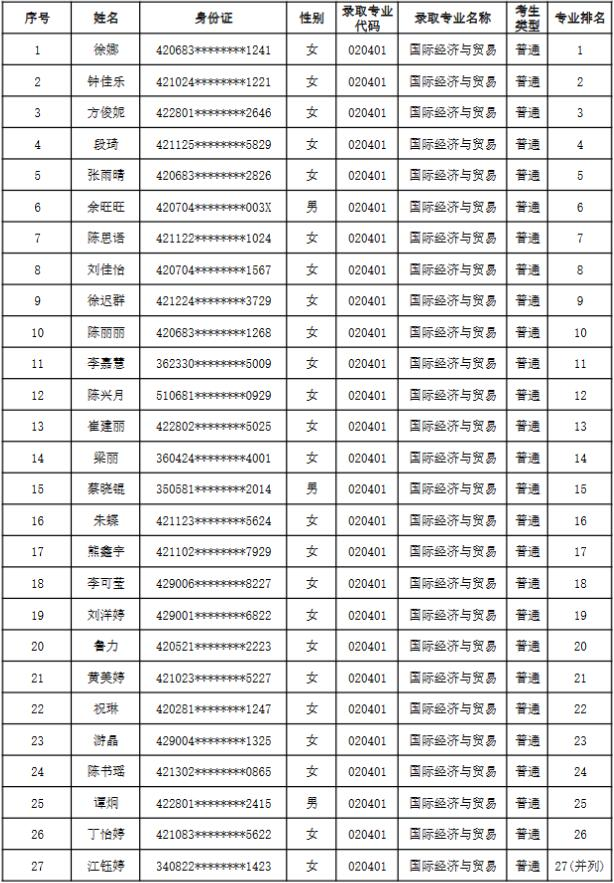 序号 姓名 身份证 性别 录取专业代码 录取专业名称 考生类型 专业排名
1 徐娜 420683********1241 女 020401 国际经济与贸易 普通 1
2 钟佳乐 421024********1221 女 020401 国际经济与贸易 普通 2
3 方俊妮 422801********2646 女 020401 国际经济与贸易 普通 3
4 段琦 421125********5829 女 020401 国际经济与贸易 普通 4
5 张雨晴 420683********2826 女 020401 国际经济与贸易 普通 5
6 余旺旺 420704********003X 男 020401 国际经济与贸易 普通 6
7 陈思语 421122********1024 女 020401 国际经济与贸易 普通 7
8 刘佳怡 420704********1567 女 020401 国际经济与贸易 普通 8
9 徐迟群 421224********3729 女 020401 国际经济与贸易 普通 9
10 陈丽丽 420683********1268 女 020401 国际经济与贸易 普通 10
11 李嘉慧 362330********5009 女 020401 国际经济与贸易 普通 11
12 陈兴月 510681********0929 女 020401 国际经济与贸易 普通 12
13 崔建丽 422802********5025 女 020401 国际经济与贸易 普通 13
14 梁丽 360424********4001 女 020401 国际经济与贸易 普通 14
15 蔡晓锟 350581********2014 男 020401 国际经济与贸易 普通 15
16 朱蝶 421123********5624 女 020401 国际经济与贸易 普通 16
17 熊鑫宇 421102********7929 女 020401 国际经济与贸易 普通 17
18 李可莹 429006********8227 女 020401 国际经济与贸易 普通 18
19 刘洋婷 429001********6822 女 020401 国际经济与贸易 普通 19
20 鲁力 420521********2223 女 020401 国际经济与贸易 普通 20
21 黄美婷 421023********5227 女 020401 国际经济与贸易 普通 21
22 祝琳 420281********1247 女 020401 国际经济与贸易 普通 22
23 游晶 429004********1325 女 020401 国际经济与贸易 普通 23
24 陈书瑶 421302********0865 女 020401 国际经济与贸易 普通 24
25 谭炯 422801********2415 男 020401 国际经济与贸易 普通 25
26 丁怡婷 421083********5622 女 020401 国际经济与贸易 普通 26
27 江钰婷 340822********1423 女 020401 国际经济与贸易 普通 27(并列)